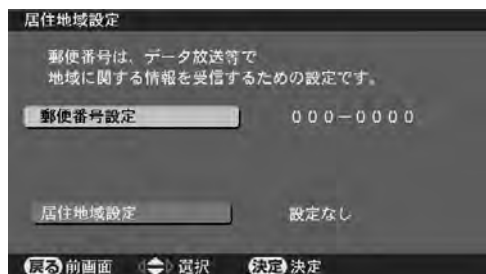 居住地域設定
郵便番号は、データ放送等で
地域に関する情報を受信するための設定です。
郵便番号設定 000-0000
居住地域設定 設定なし
戻る 前画面 選択 決定 決定